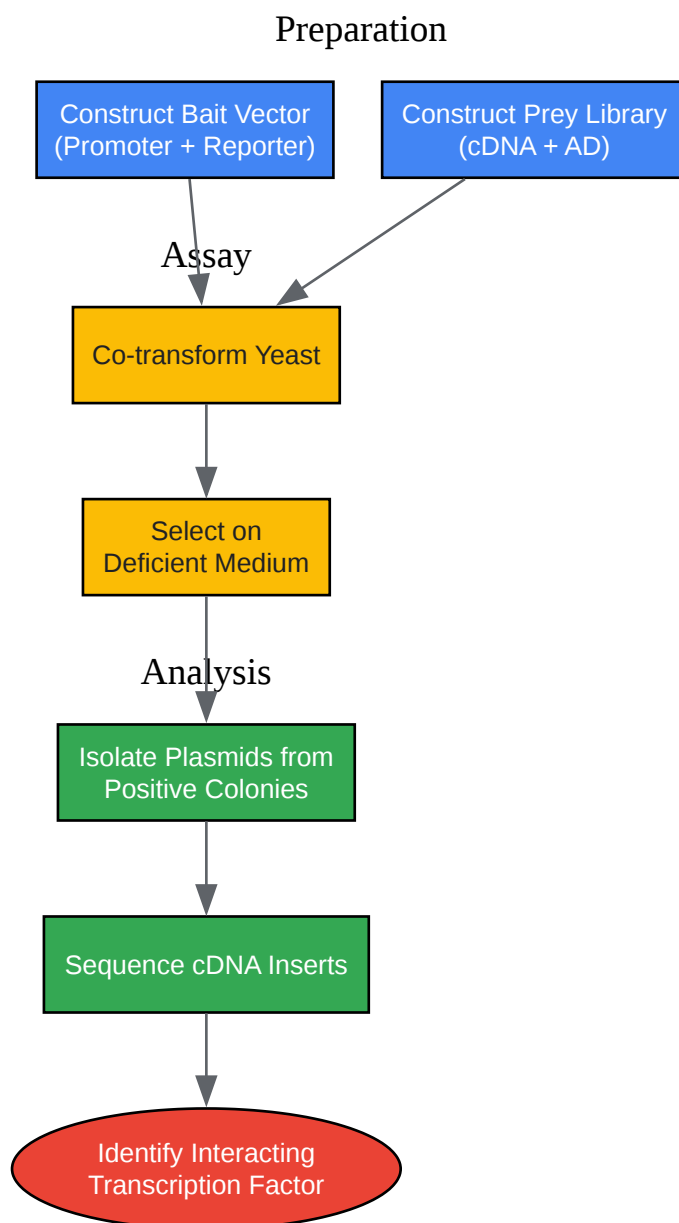 Preparation
Construct Bait Vector
(Promoter + Reporter)
Construct Prey Library
(cDNA + AD)
Assay
Co-transform Yeast
Select on
Deficient Medium
Analysis
Isolate Plasmids from
Positive Colonies
Sequence cDNA Inserts
Identify Interacting
Transcription Factor